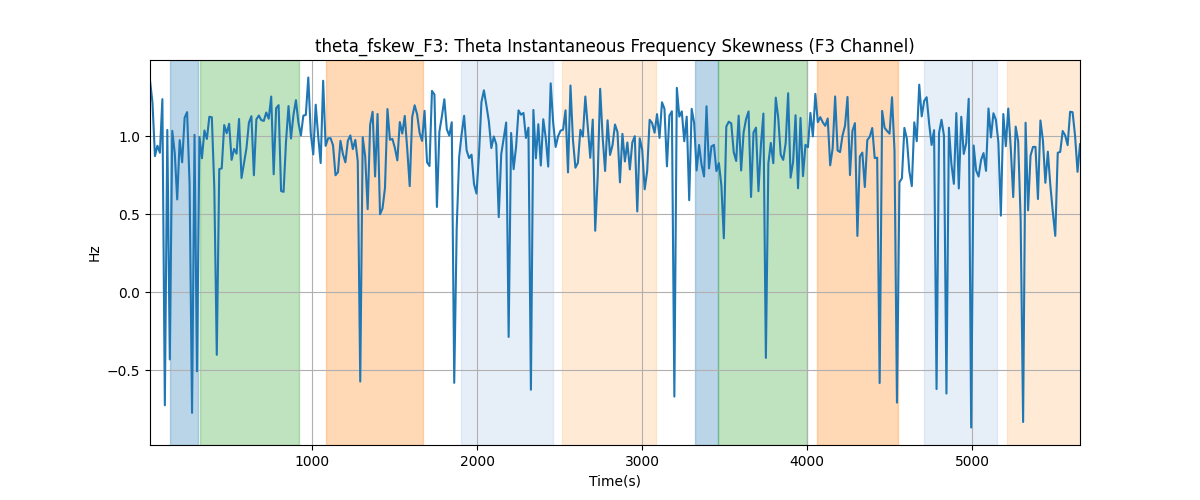 theta_fskew_F3: Theta Instantaneous Frequency Skewness (F3 Channel)
1.0
0.5
0.0
−0.5
Hz
1000 2000 3000 4000 5000
Time(s)